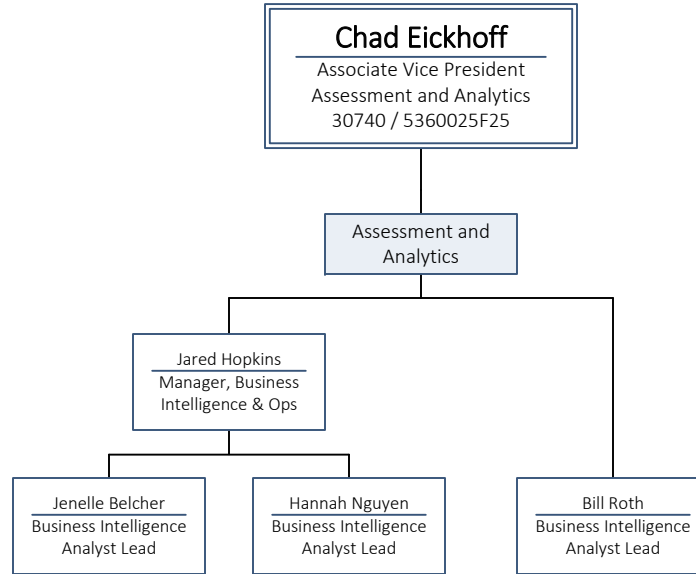 Chad Eickhoff
Associate Vice President
Assessment and Analytics
30740 / 5360025F25
Assessment and
Analytics
Jared Hopkins
Manager, Business
Intelligence & Ops
Jenelle Belcher
Business Intelligence
Analyst Lead
Hannah Nguyen
Business Intelligence
Analyst Lead
Bill Roth
Business Intelligence
Analyst Lead